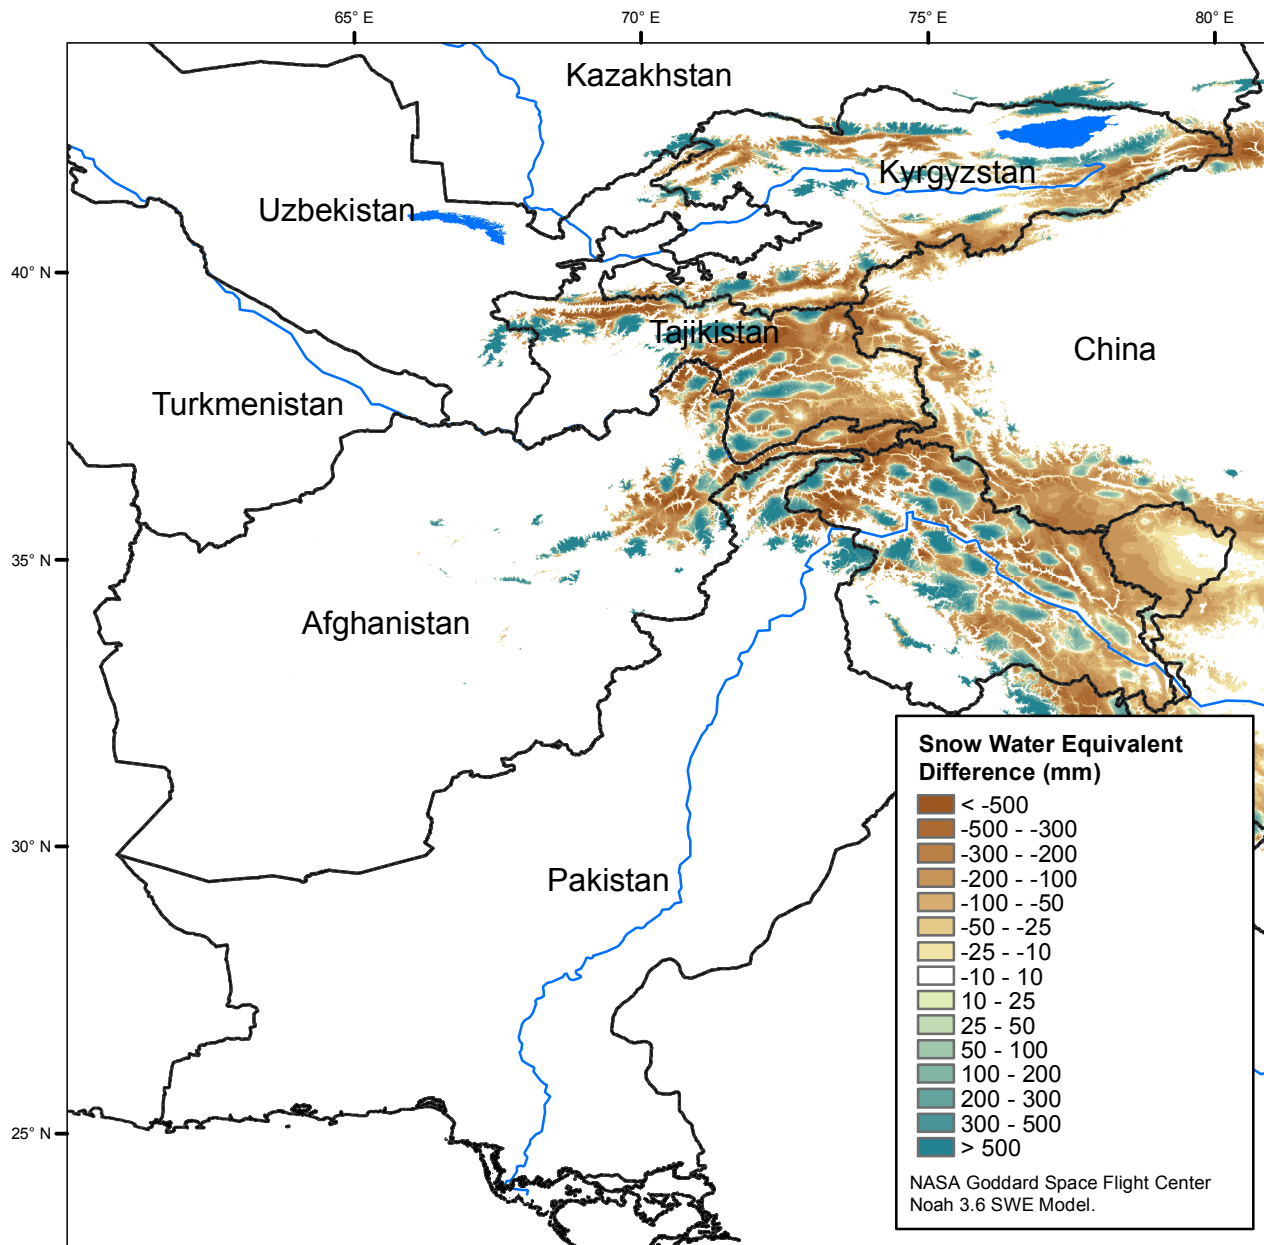 65° E
70° E
75° E
80° E
Kazakhstan
Kyrgyzstan
Uzbekistan
40° N
Tajikistan
China
Turkmenistan
35° N
Afghanistan
Snow Water Equivalent
Difference (mm)
< -500
-500 - -300
-300 - -200
-200 - -100
-100 - -50
-50 - -25
-25 - -10
-10 - 10
10 - 25
25 - 50
50 - 100
100 - 200
200 - 300
300 - 500
> 500
NASA Goddard Space Flight Center
Noah 3.6 SWE Model.
30° N
Pakistan
25° N